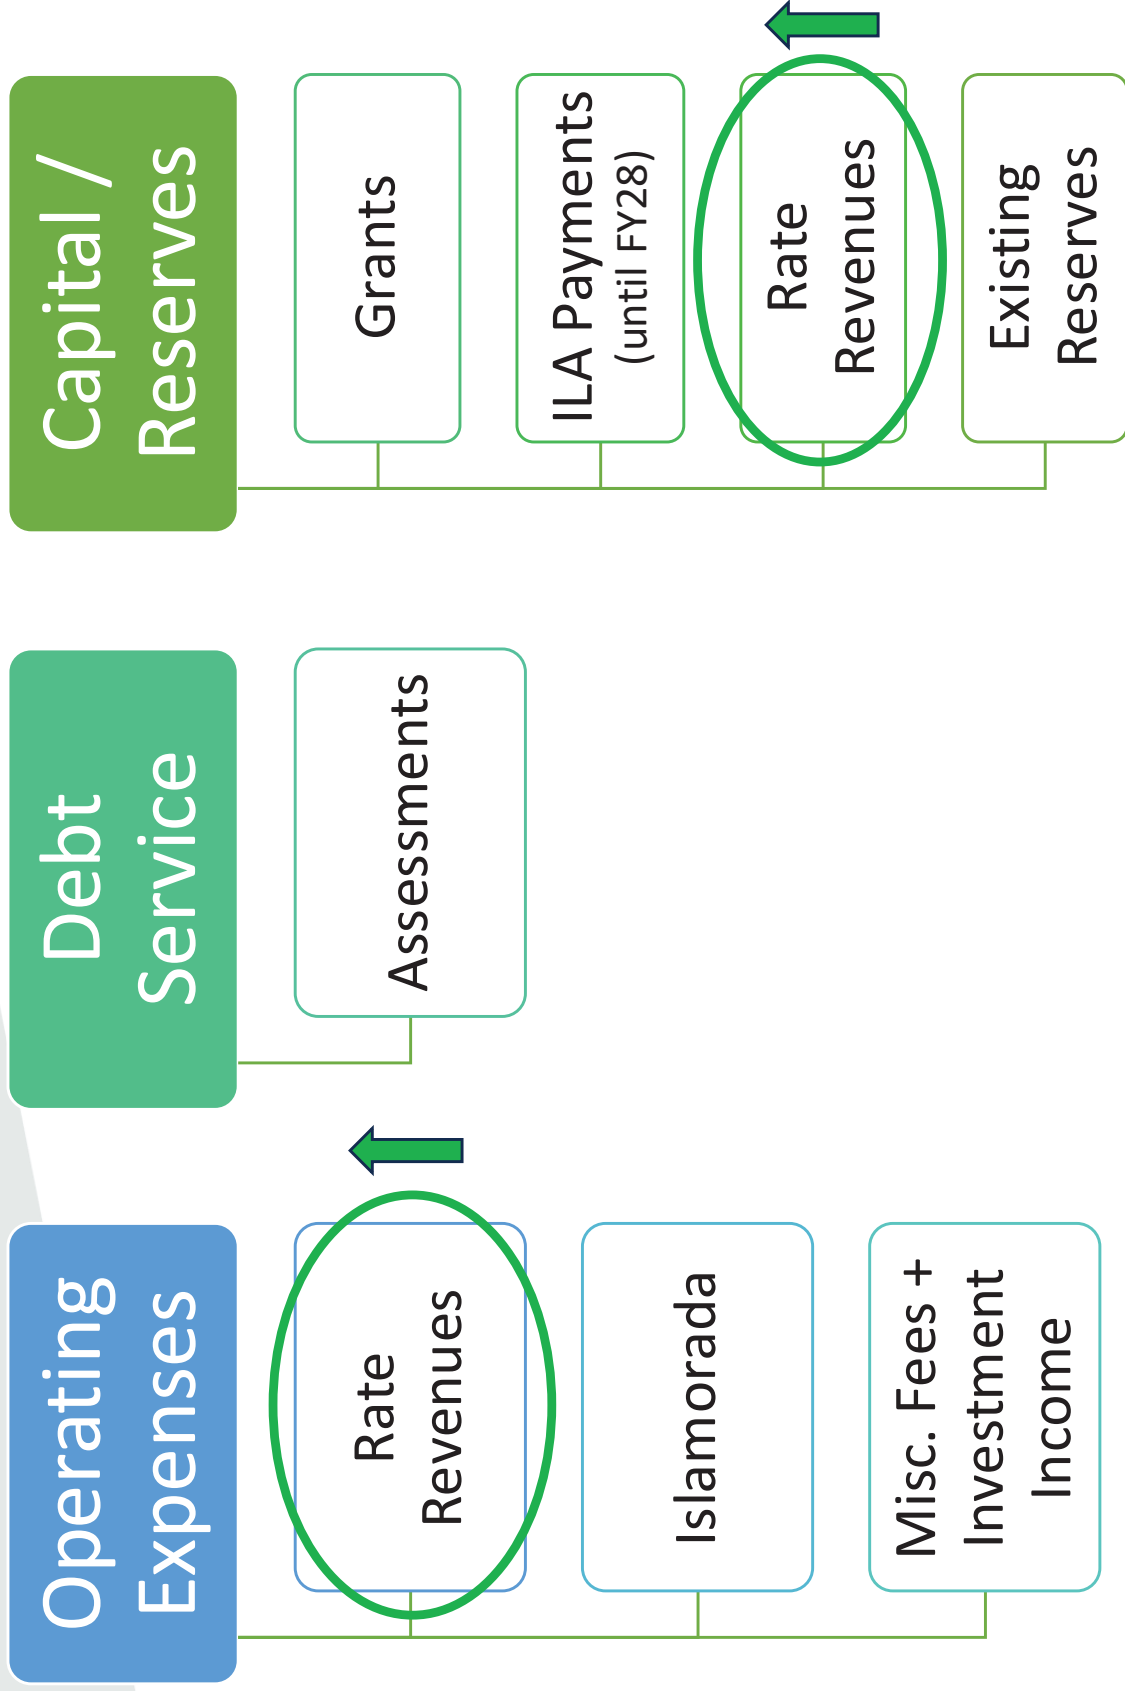 Operating
Expenses
Rate
Revenues
Islamorada
Misc. Fees +
Investment
Income
Debt
Service
Assessments
Capital /
Reserves
Grants
ILA Payments
(until FY28)
Rate
Revenues
Existing
Reserves